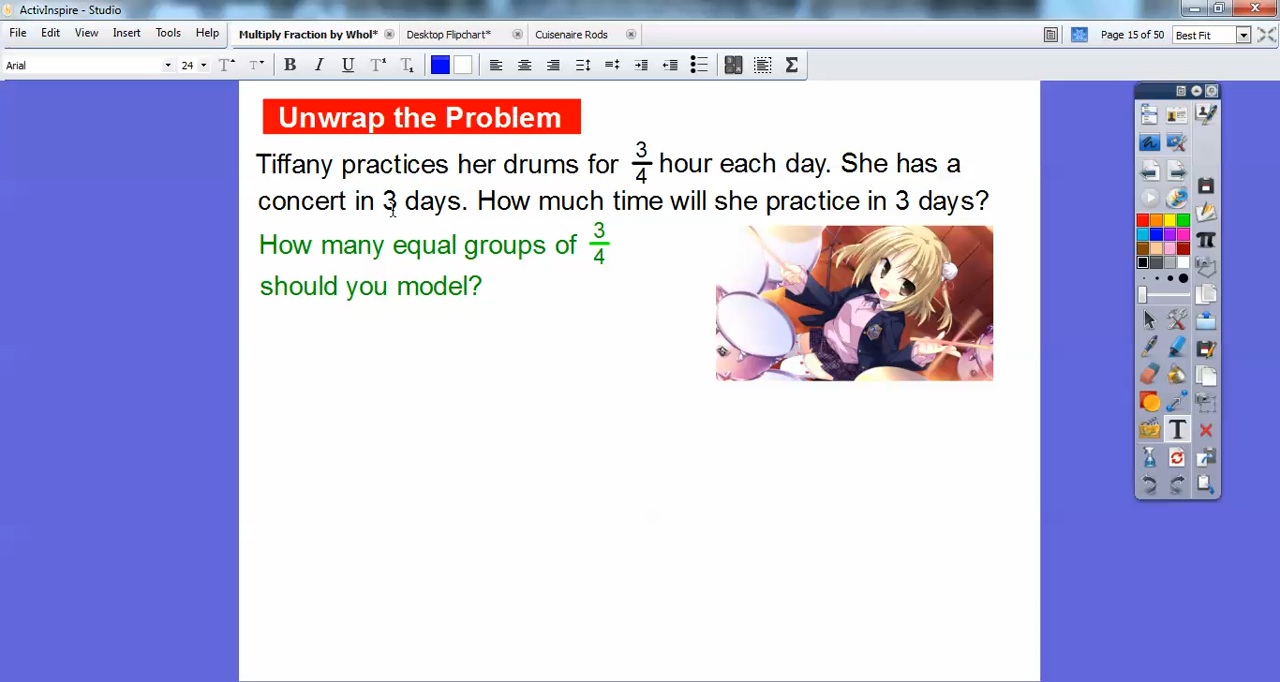 ActivInspire - Studio
File Edit View Insert Tools Help
Multiply Fraction by Whol* Desktop Flipchart* Cuisenaire Rods
Page 15 of 50 Best Fit
Arial 24 B I U
Unwrap the Problem
Tiffany practices her drums for 3/4 hour each day. She has a
concert in 3 days. How much time will she practice in 3 days?
How many equal groups of 3/4
should you model?